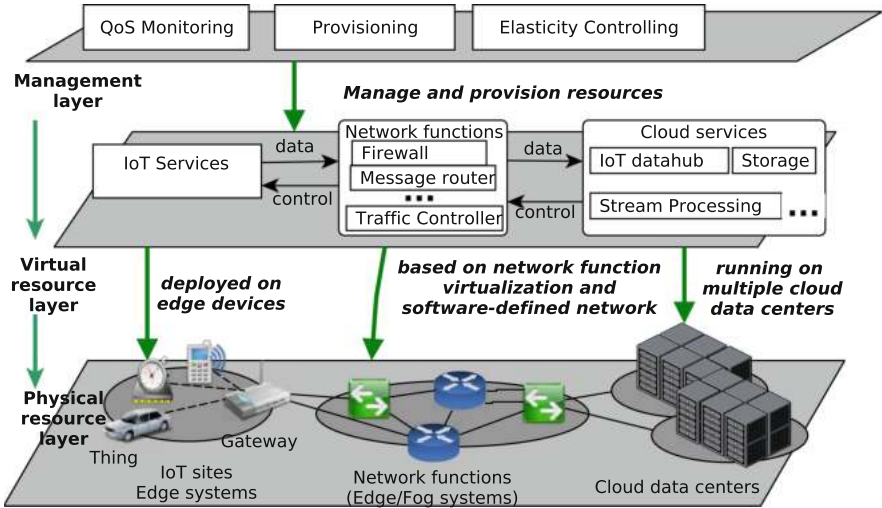 QoS Monitoring
Provisioning
Elasticity Controlling
Management
layer
Manage and provision resources
IoT Services
data
control
Network functions
Firewall
Message router
...
Traffic Controller
data
control
Cloud services
IoT datahub
Storage
Stream Processing
...
Virtual
resource
layer
deployed on
edge devices
based on network function
virtualization and
software-defined network
running on
multiple cloud
data centers
Physical
resource
layer
Thing
Gateway
IoT sites
Edge systems
Network functions
(Edge/Fog systems)
Cloud data centers